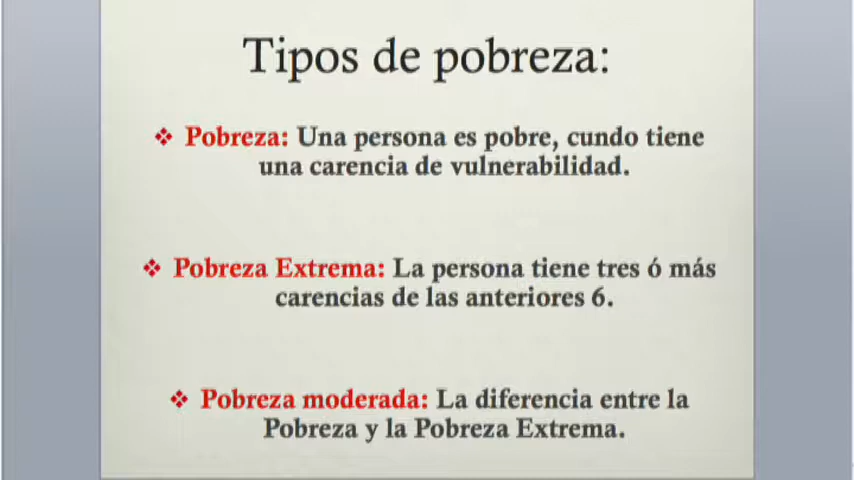 Tipos de pobreza:
❖ Pobreza: Una persona es pobre, cundo tiene
una carencia de vulnerabilidad.
❖ Pobreza Extrema: La persona tiene tres ó más
carencias de las anteriores 6.
❖ Pobreza moderada: La diferencia entre la
Pobreza y la Pobreza Extrema.